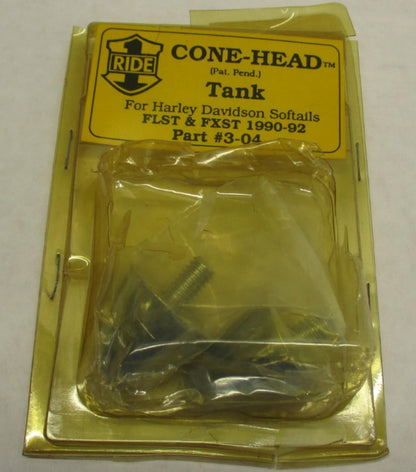 1
RIDE
CONE-HEAD™
(Pat. Pend.)
Tank
For Harley Davidson Softails
FLST & FXST 1990-92
Part #3-04